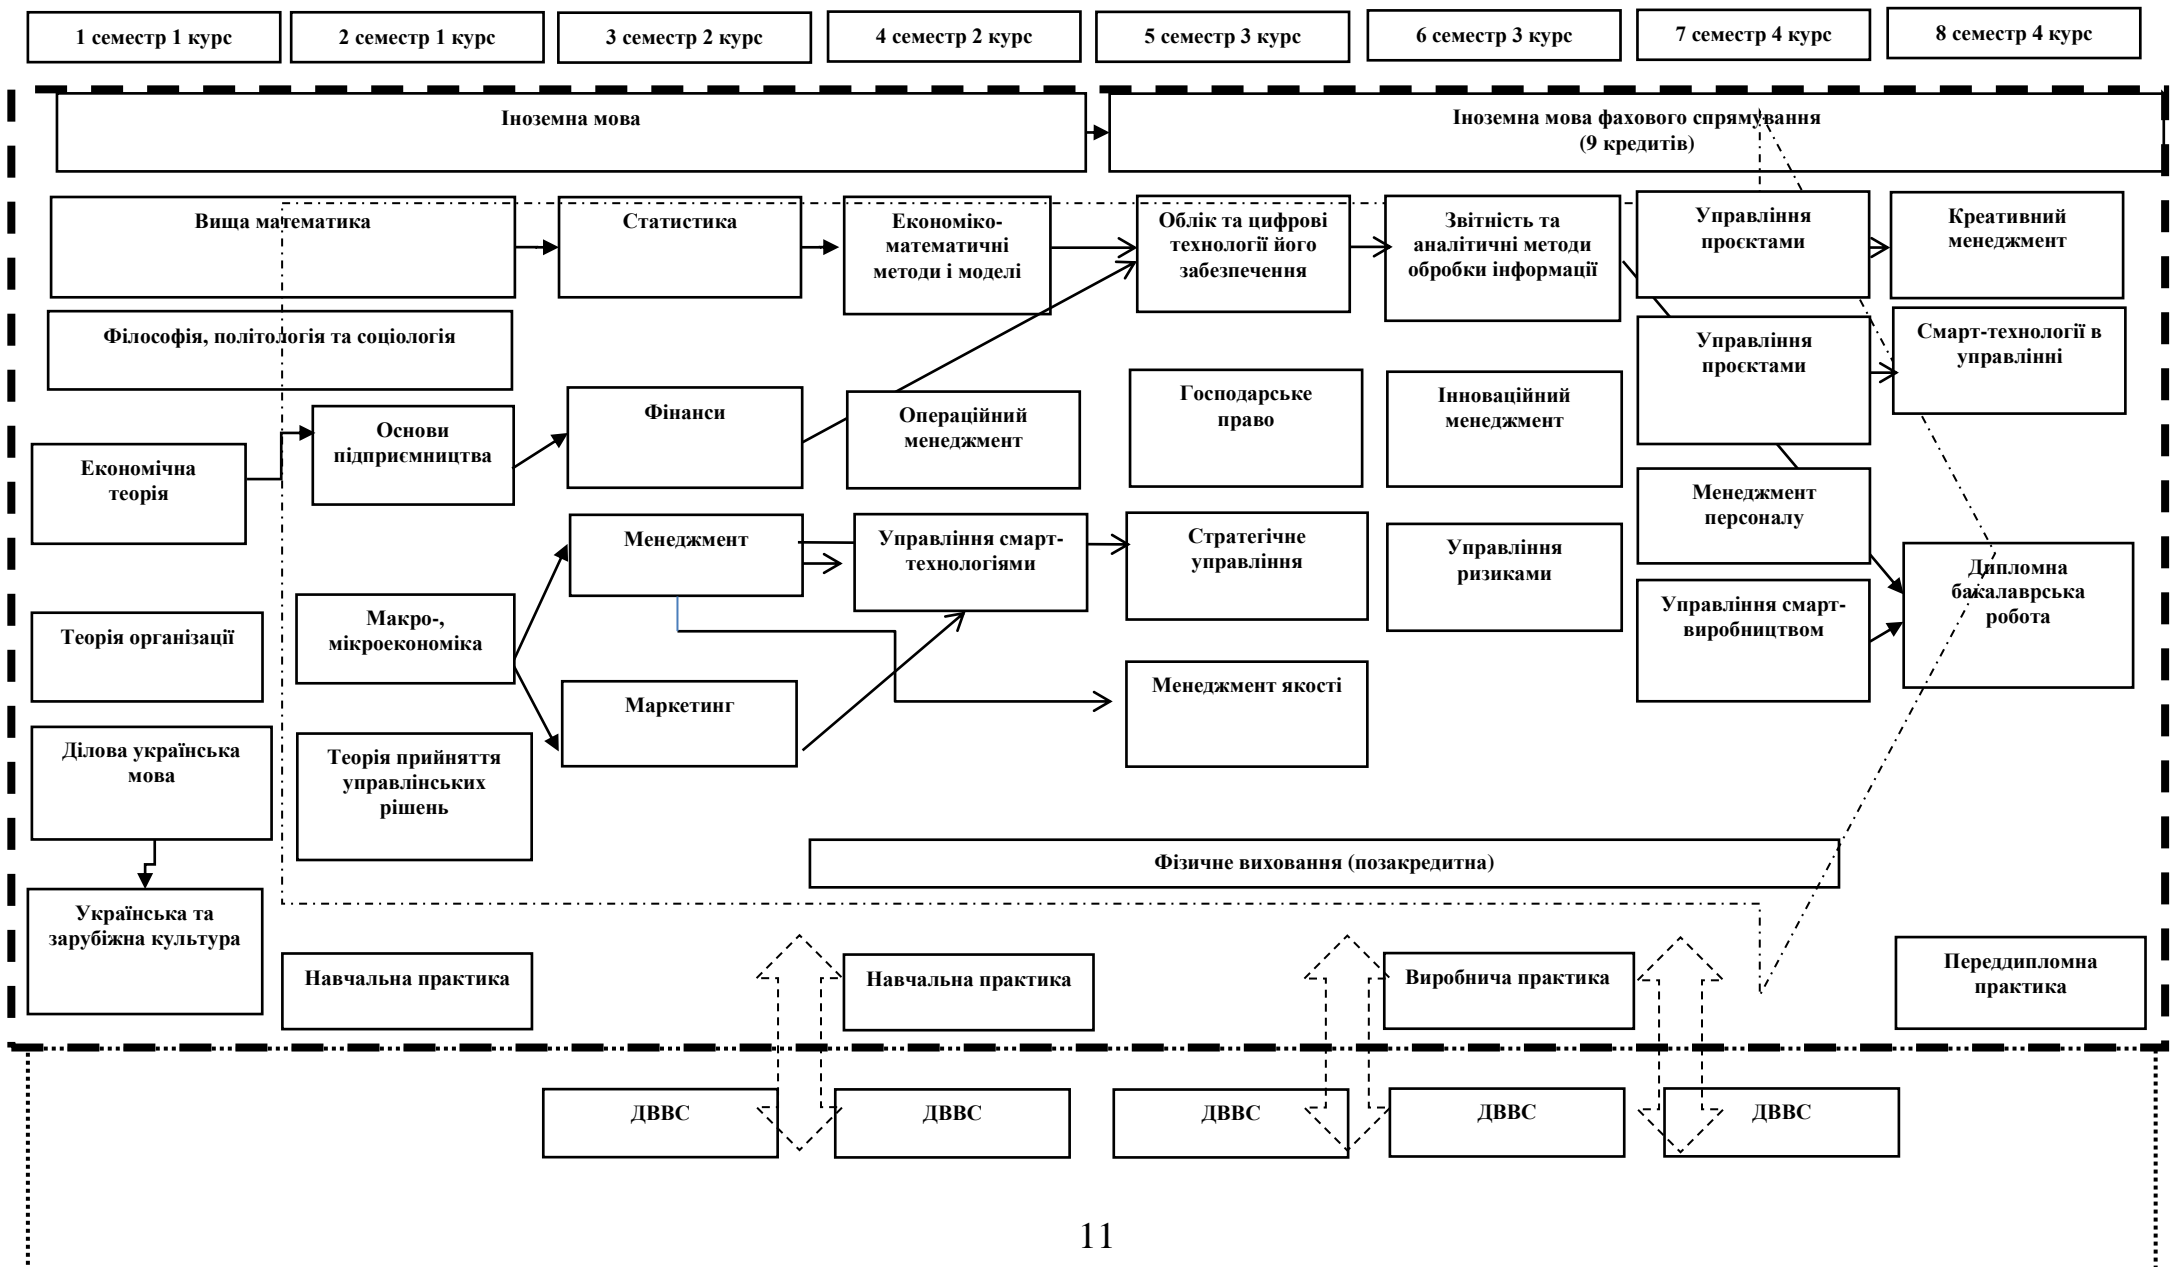 1 семестр 1 курс
2 семестр 1 курс
3 семестр 2 курс
4 семестр 2 курс
5 семестр 3 курс
6 семестр 3 курс
7 семестр 4 курс
8 семестр 4 курс
Іноземна мова
Іноземна мова фахового спрямування
(9 кредитів)
Вища математика
Статистика
Економіко-
математичні
методи і моделі
Облік та цифрові
технології його
забезпечення
Звітність та
аналітичні методи
обробки інформації
Управління
проєктами
Креативний
менеджмент
Філософія, політологія та соціологія
Управління
проєктами
Смарт-технології в
управлінні
Основи
підприємництва
Фінанси
Операційний
менеджмент
Господарське
право
Інноваційний
менеджмент
Економічна
теорія
Менеджмент
персоналу
Менеджмент
Управління смарт-
технологіями
Стратегічне
управління
Управління
ризиками
Дипломна
бакалаврська
робота
Теорія організації
Макро-,
мікроекономіка
Управління смарт-
виробництвом
Маркетинг
Менеджмент якості
Ділова українська
мова
Теорія прийняття
управлінських
рішень
Фізичне виховання (позакредитна)
Українська та
зарубіжна культура
Навчальна практика
Навчальна практика
Виробнича практика
Переддипломна
практика
ДВВС
ДВВС
ДВВС
ДВВС
ДВВС
11